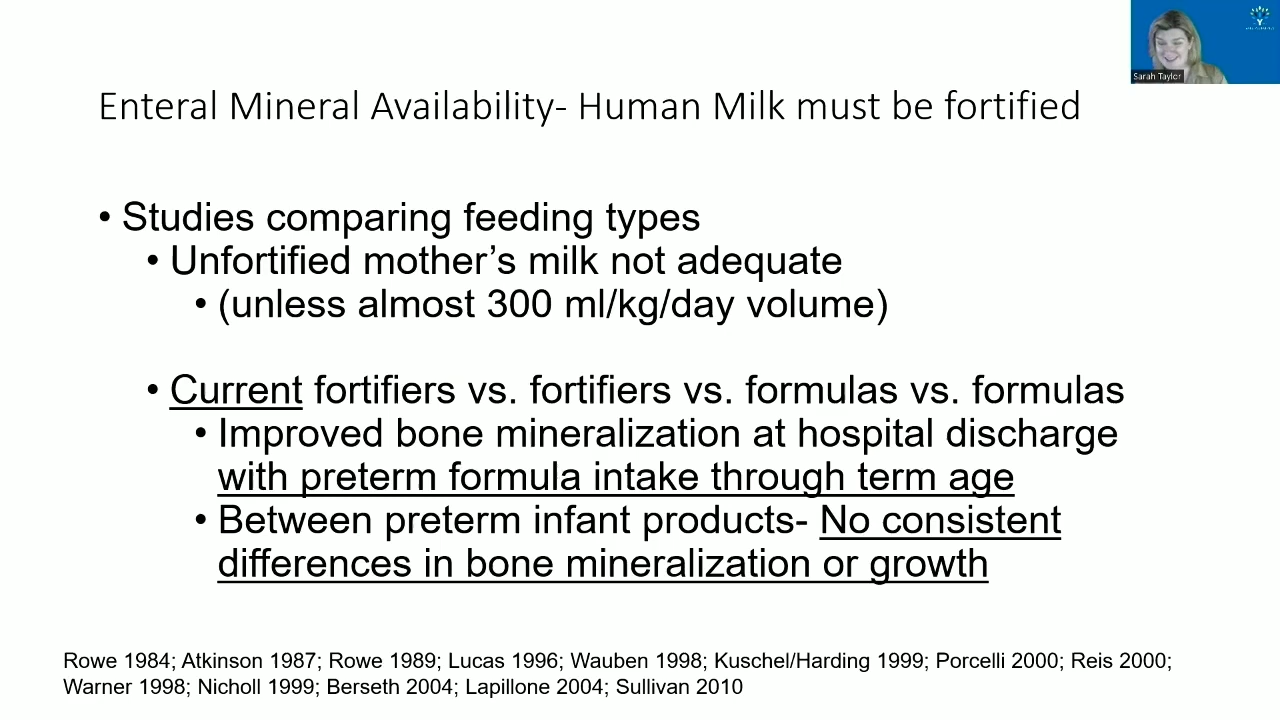 Sarah Taylor
Enteral Mineral Availability- Human Milk must be fortified
• Studies comparing feeding types
• Unfortified mother’s milk not adequate
• (unless almost 300 ml/kg/day volume)
• Current fortifiers vs. fortifiers vs. formulas vs. formulas
• Improved bone mineralization at hospital discharge
with preterm formula intake through term age
• Between preterm infant products- No consistent
differences in bone mineralization or growth
Rowe 1984; Atkinson 1987; Rowe 1989; Lucas 1996; Wauben 1998; Kuschel/Harding 1999; Porcelli 2000; Reis 2000;
Warner 1998; Nicholl 1999; Berseth 2004; Lapillone 2004; Sullivan 2010